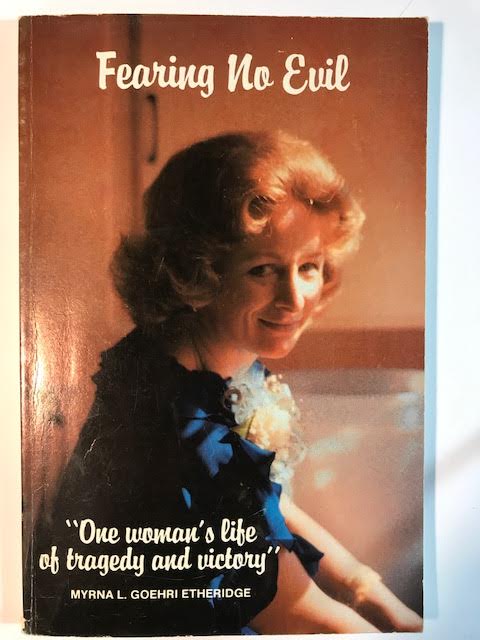 Fearing No Evil
"One woman's life
of tragedy and victory"
MYRNA L. GOEHRI ETHERIDGE